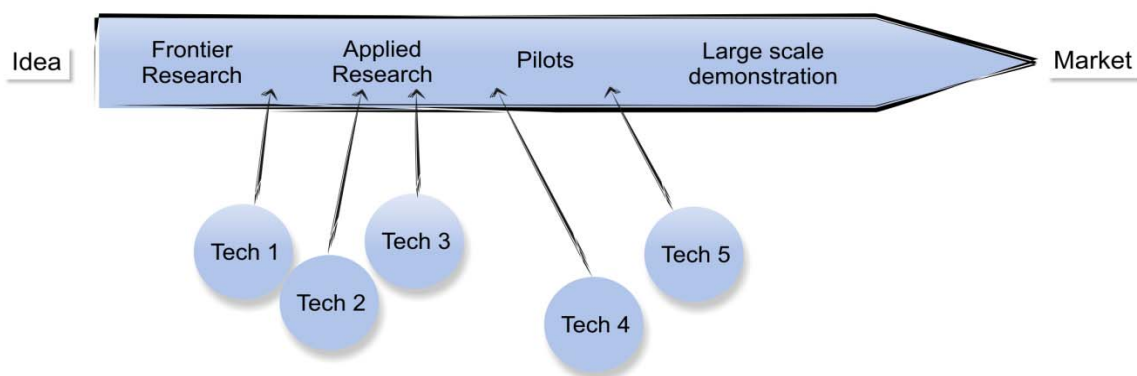 Idea
Frontier
Research
Applied
Research
Pilots
Large scale
demonstration
Market
Tech 1
Tech 2
Tech 3
Tech 4
Tech 5